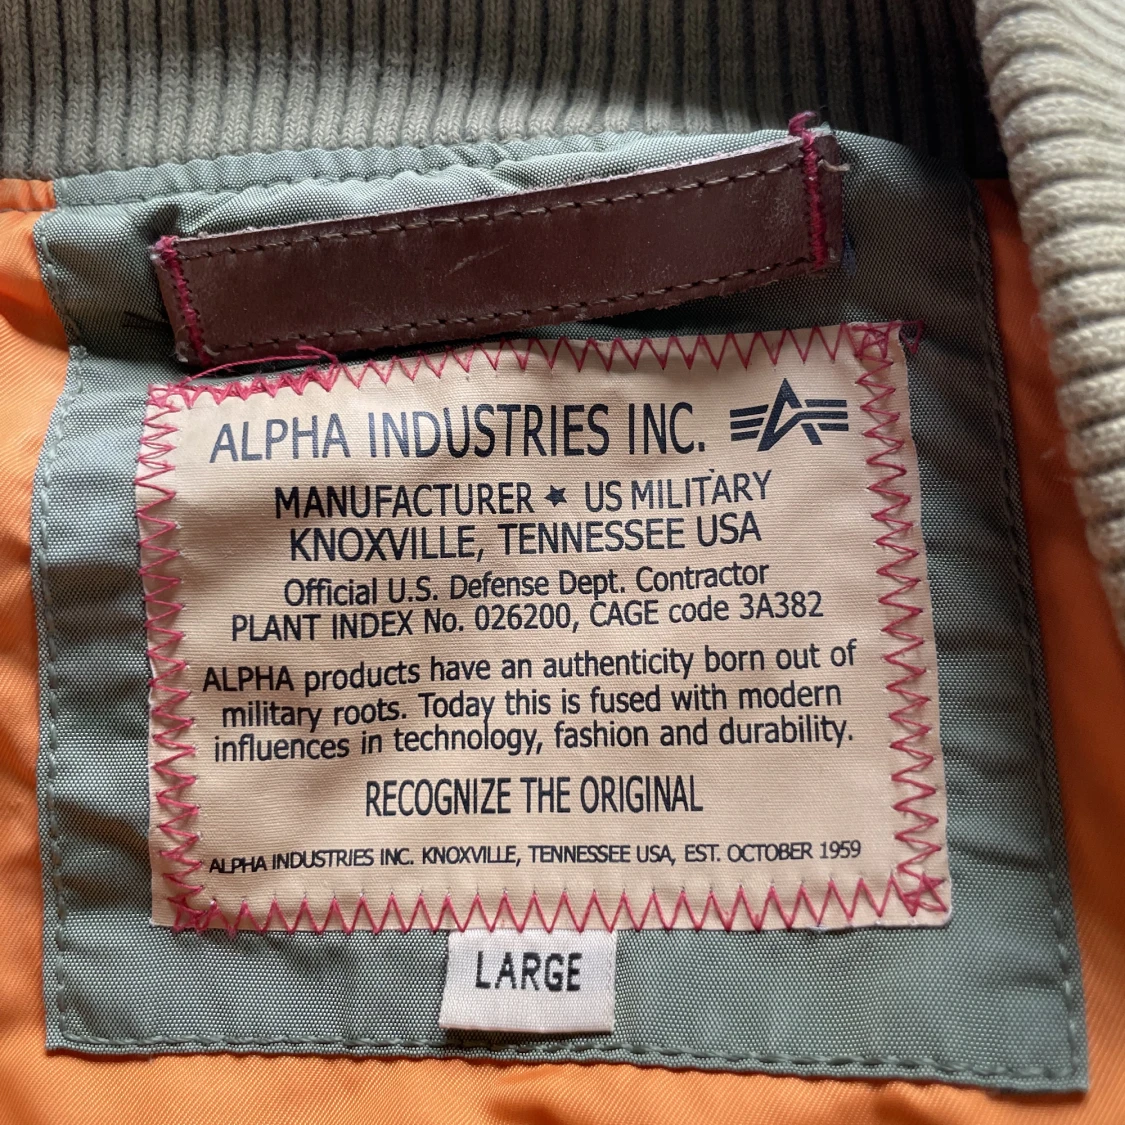 ALPHA INDUSTRIES INC.
MANUFACTURER ★ US MILITARY
KNOXVILLE, TENNESSEE USA
Official U.S. Defense Dept. Contractor
PLANT INDEX No. 026200, CAGE code 3A382
ALPHA products have an authenticity born out of
military roots. Today this is fused with modern
influences in technology, fashion and durability.
RECOGNIZE THE ORIGINAL
ALPHA INDUSTRIES INC. KNOXVILLE, TENNESSEE USA, EST. OCTOBER 1959
LARGE